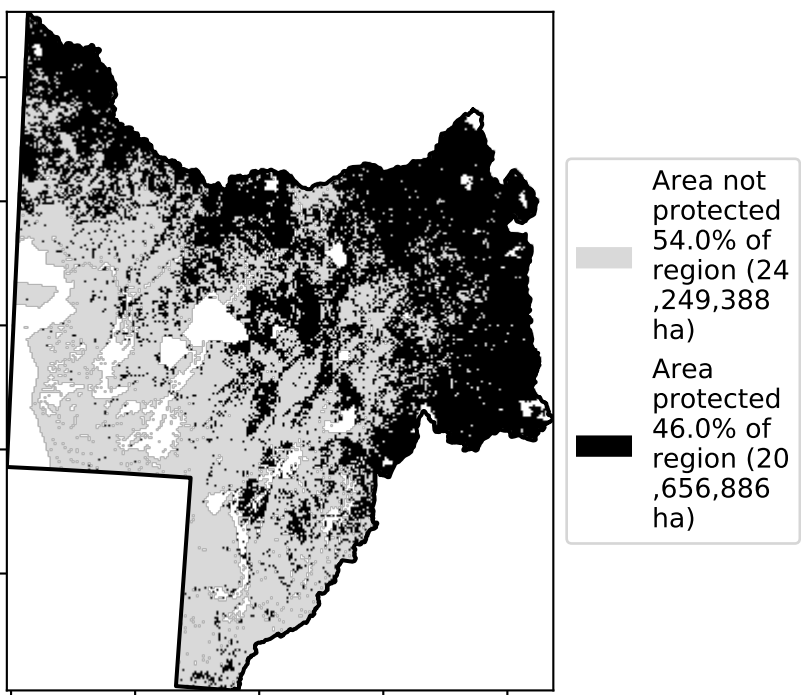 Area not
protected
54.0% of
region (24
,249,388
ha)
Area
protected
46.0% of
region (20
,656,886
ha)